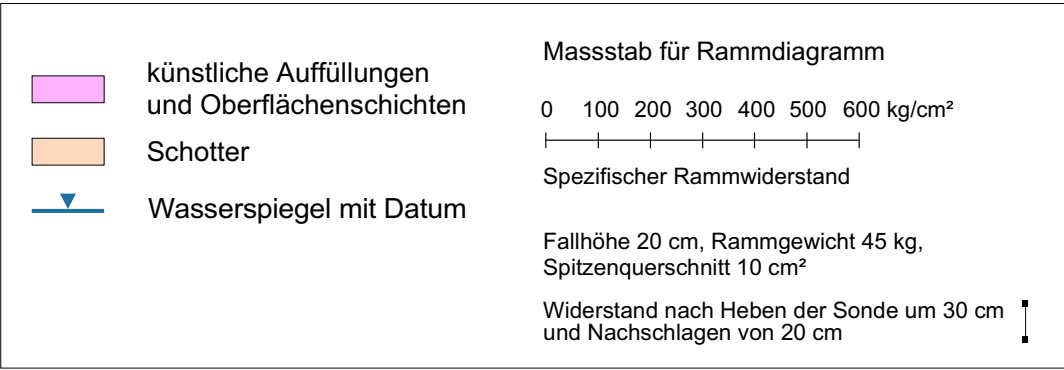 künstliche Auffüllungen
und Oberflächenschichten
Schotter
Wasserspiegel mit Datum
Massstab für Rammdiagramm
0 100 200 300 400 500 600 kg/cm²
Spezifischer Rammwiderstand
Fallhöhe 20 cm, Rammgewicht 45 kg,
Spitzenquerschnitt 10 cm²
Widerstand nach Heben der Sonde um 30 cm
und Nachschlagen von 20 cm